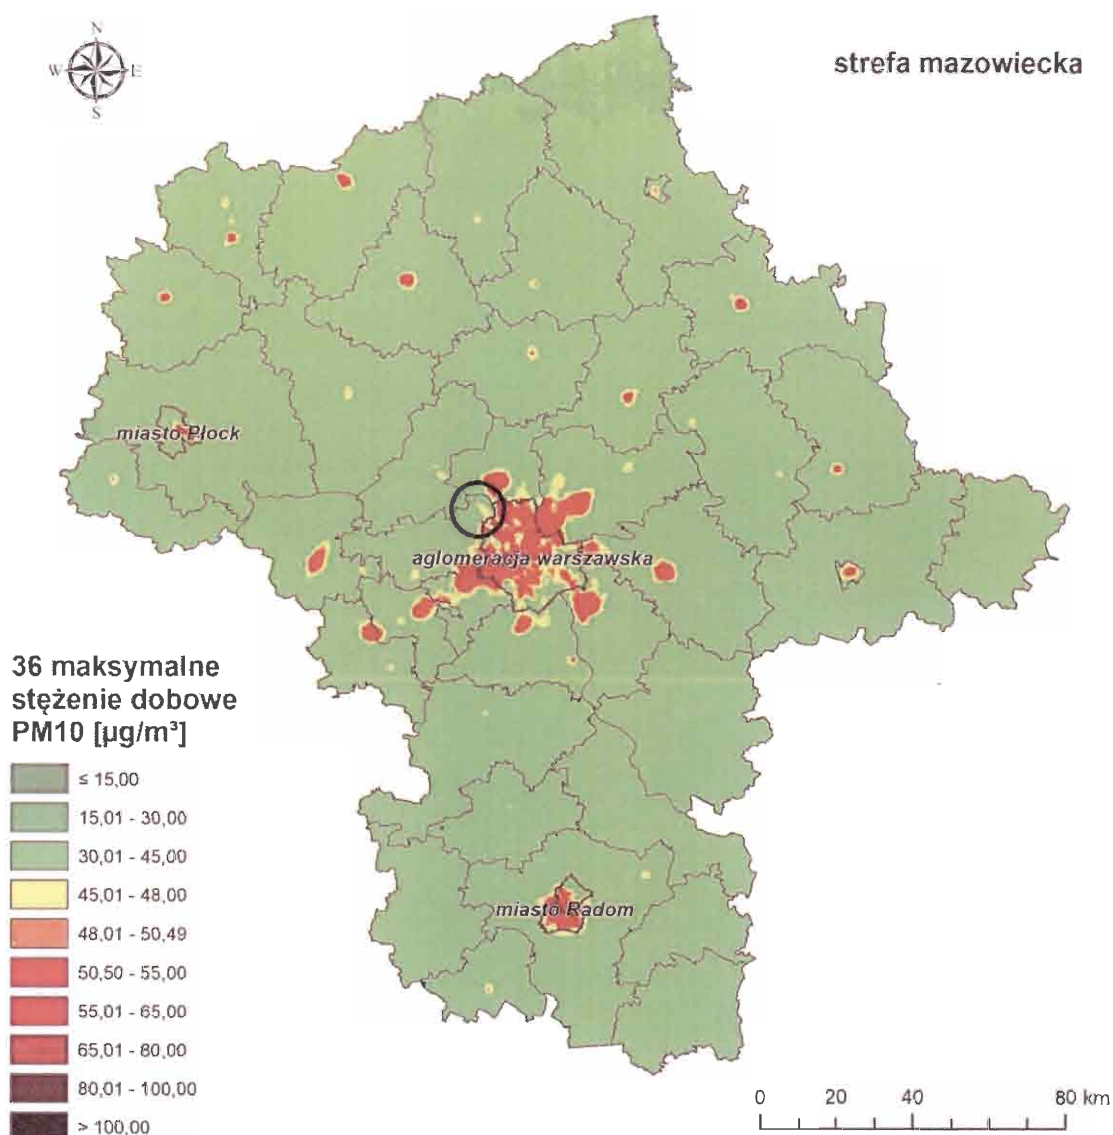 N
W E
S
strefa mazowiecka
miasto Płock
aglomeracja warszawska
36 maksymalne
stężenie dobowe
PM10 [µg/m³]
≤ 15,00
15,01 - 30,00
30,01 - 45,00
45,01 - 48,00
48,01 - 50,49
50,50 - 55,00
55,01 - 65,00
65,01 - 80,00
80,01 - 100,00
> 100,00
miasto Radom
0 20 40 80 km